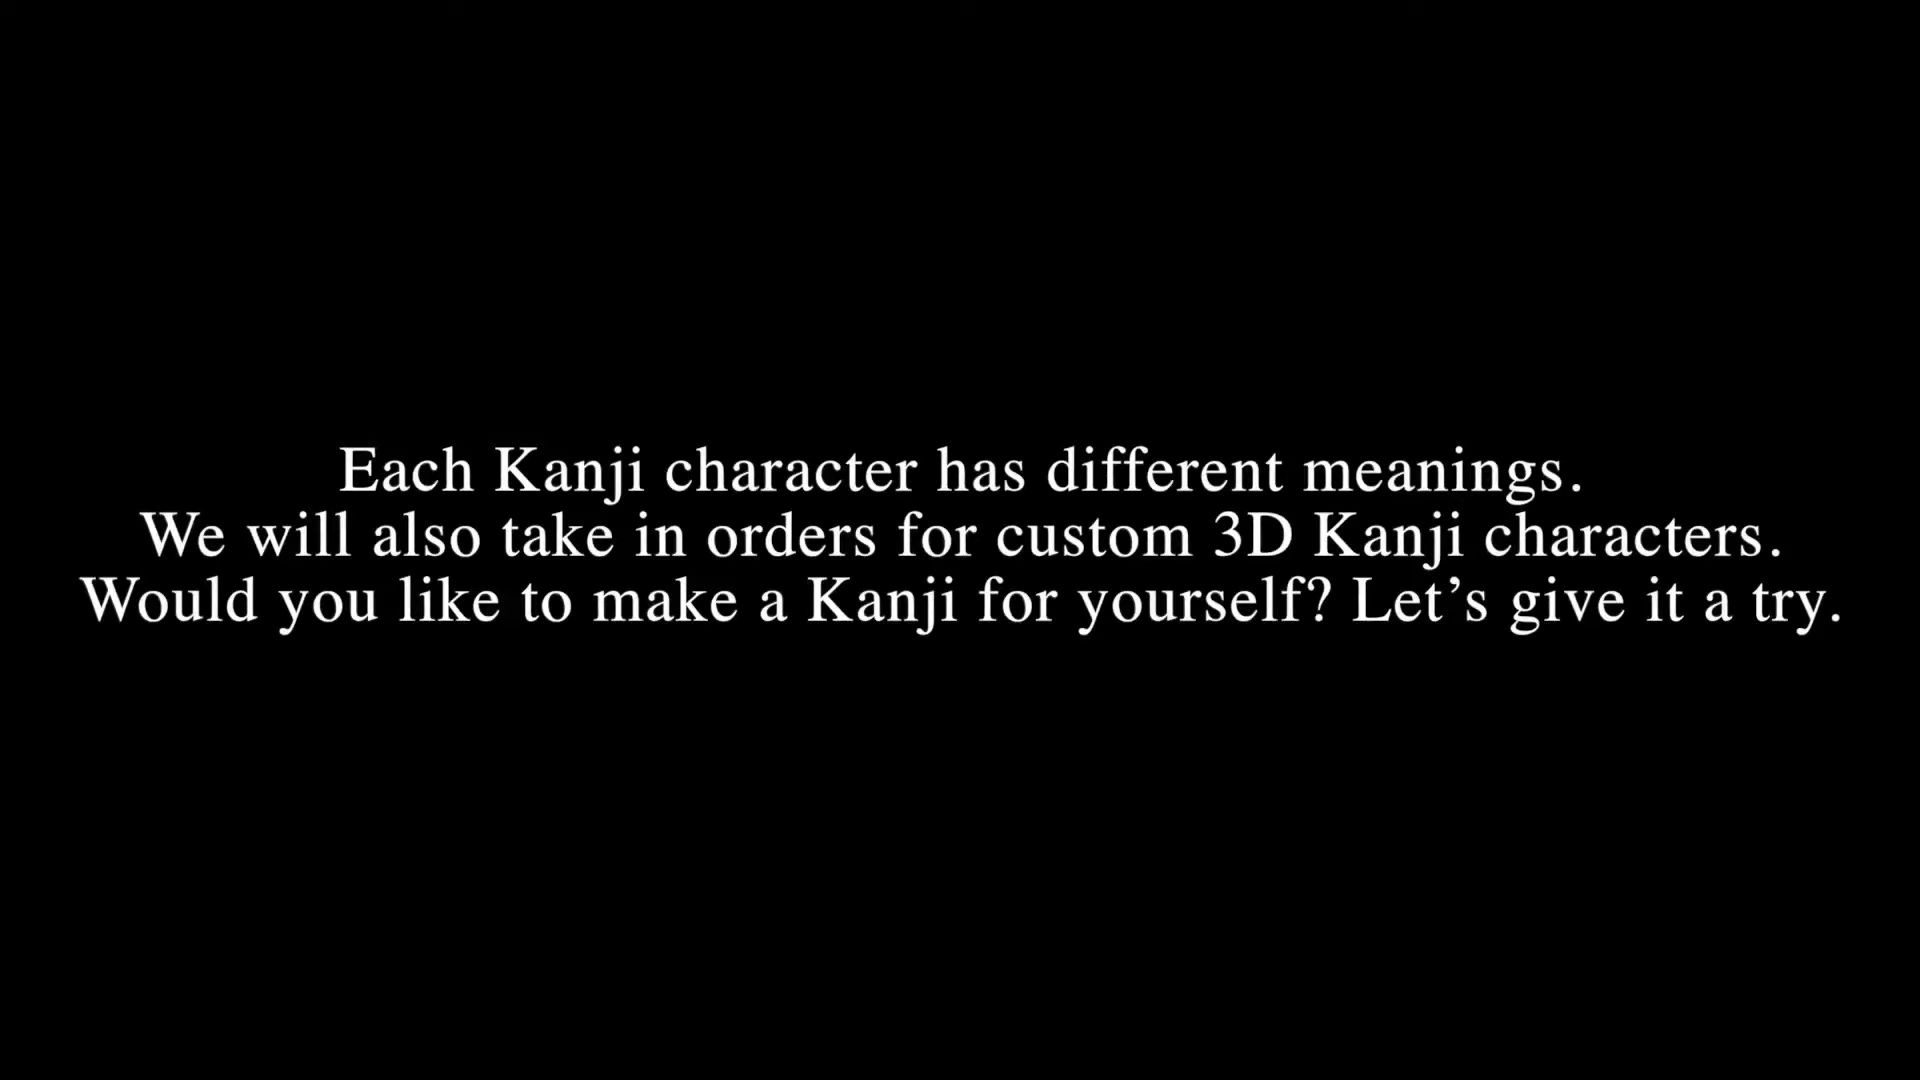 Each Kanji character has different meanings.
We will also take in orders for custom 3D Kanji characters.
Would you like to make a Kanji for yourself? Let’s give it a try.